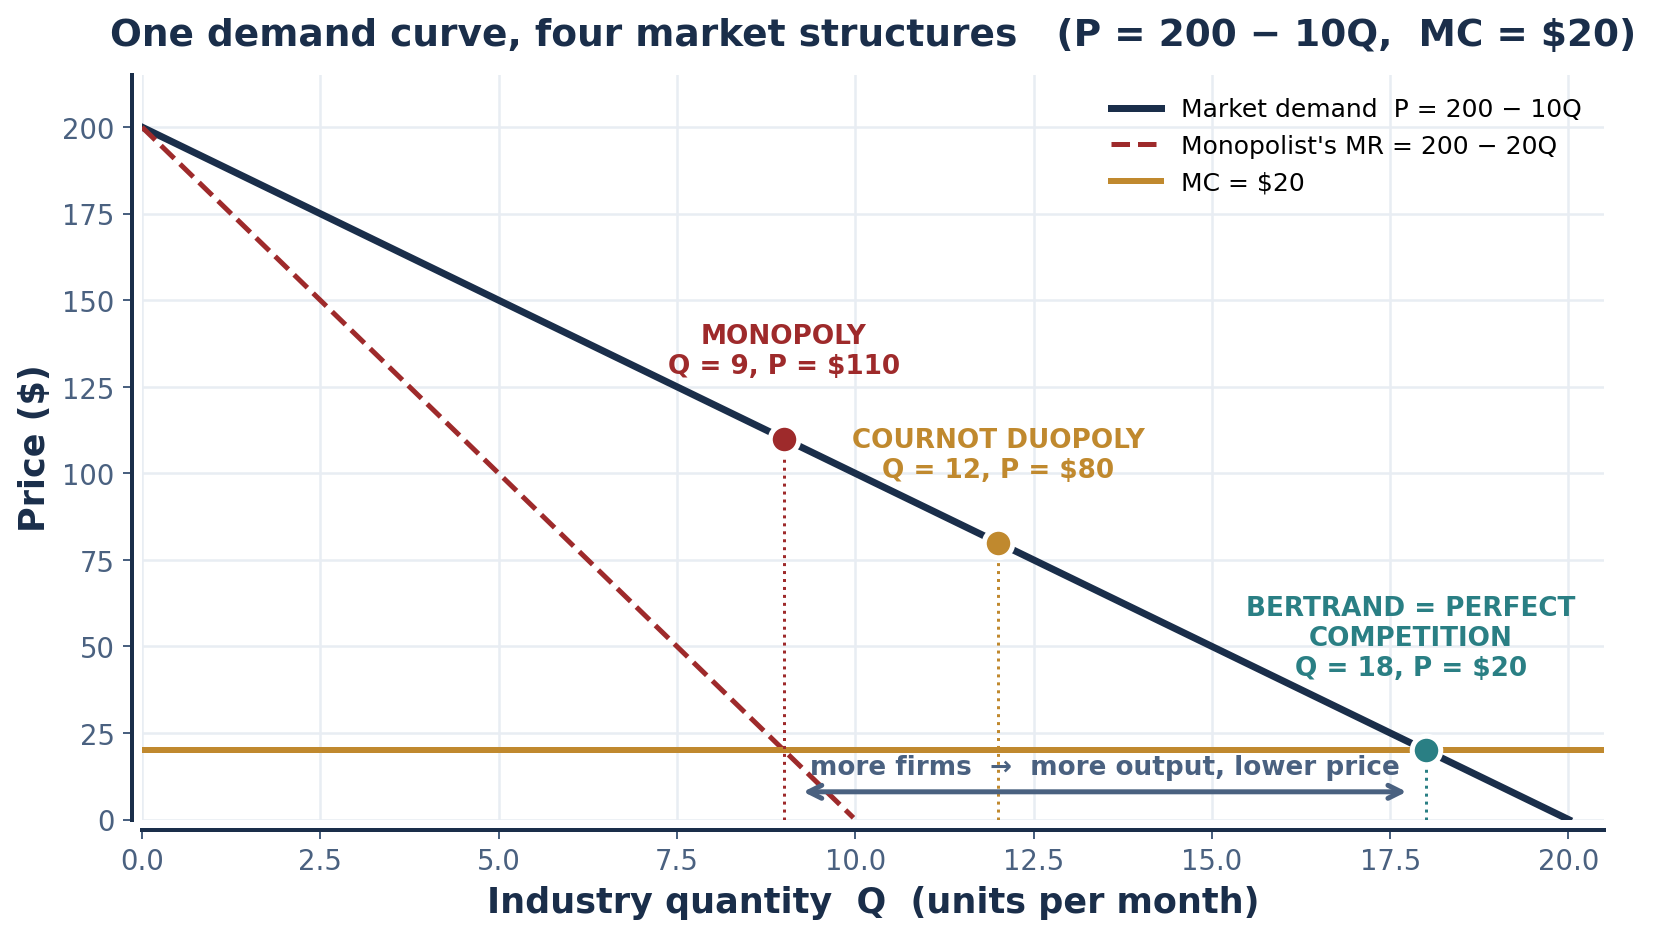 One demand curve, four market structures (P = 200 − 10Q, MC = $20)
Market demand P = 200 − 10Q
Monopolist's MR = 200 − 20Q
MC = $20
200
175
150
125
100
75
50
25
0
Price ($)
MONOPOLY
Q = 9, P = $110
COURNOT DUOPOLY
Q = 12, P = $80
BERTRAND = PERFECT
COMPETITION
Q = 18, P = $20
more firms → more output, lower price
0.0 2.5 5.0 7.5 10.0 12.5 15.0 17.5 20.0
Industry quantity Q (units per month)